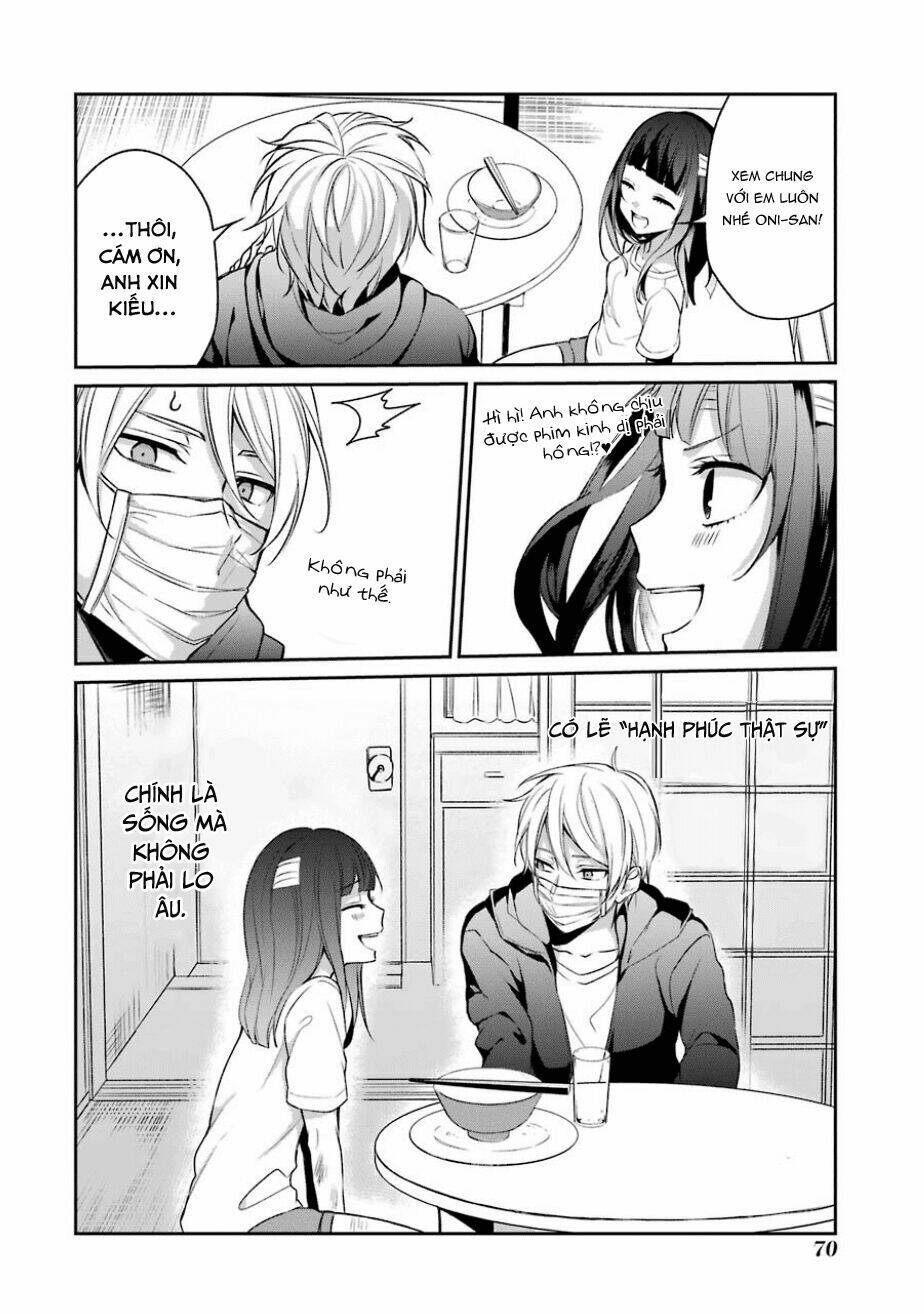 XEM CHUNG
VỚI EM LUÔN
NHÉ ONI-SAN!
...THÔI,
CÁM ƠN,
ANH XIN
KIẾU...
Hì hì! Anh không chịu
được phim kinh dị phải
hông!?♥
Không phải
như thế.
CÓ LẼ "HẠNH PHÚC THẬT SỰ"
CHÍNH LÀ
SỐNG MÀ
KHÔNG
PHẢI LO
ÂU.
70